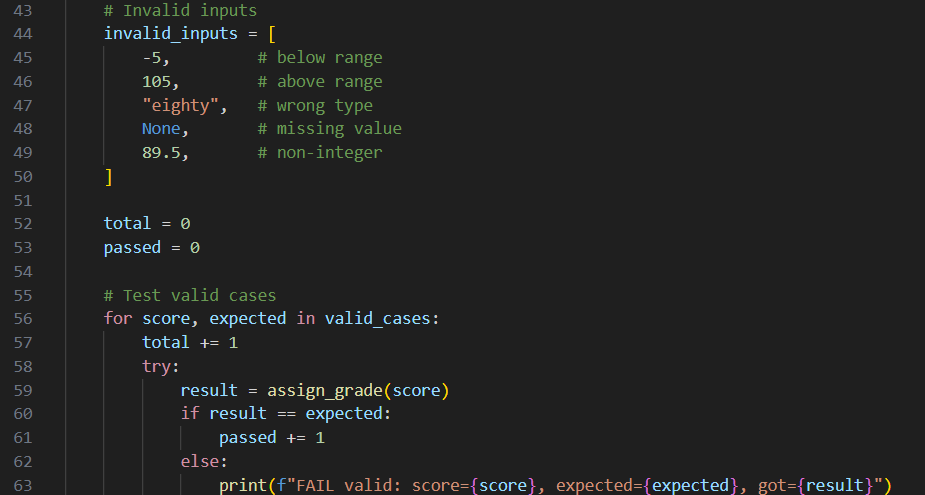 43 # Invalid inputs
44 invalid_inputs = [
45 -5, # below range
46 105, # above range
47 "eighty", # wrong type
48 None, # missing value
49 89.5, # non-integer
50 ]
51
52 total = 0
53 passed = 0
54
55 # Test valid cases
56 for score, expected in valid_cases:
57 total += 1
58 try:
59 result = assign_grade(score)
60 if result == expected:
61 passed += 1
62 else:
63 print(f"FAIL valid: score={score}, expected={expected}, got={result}")